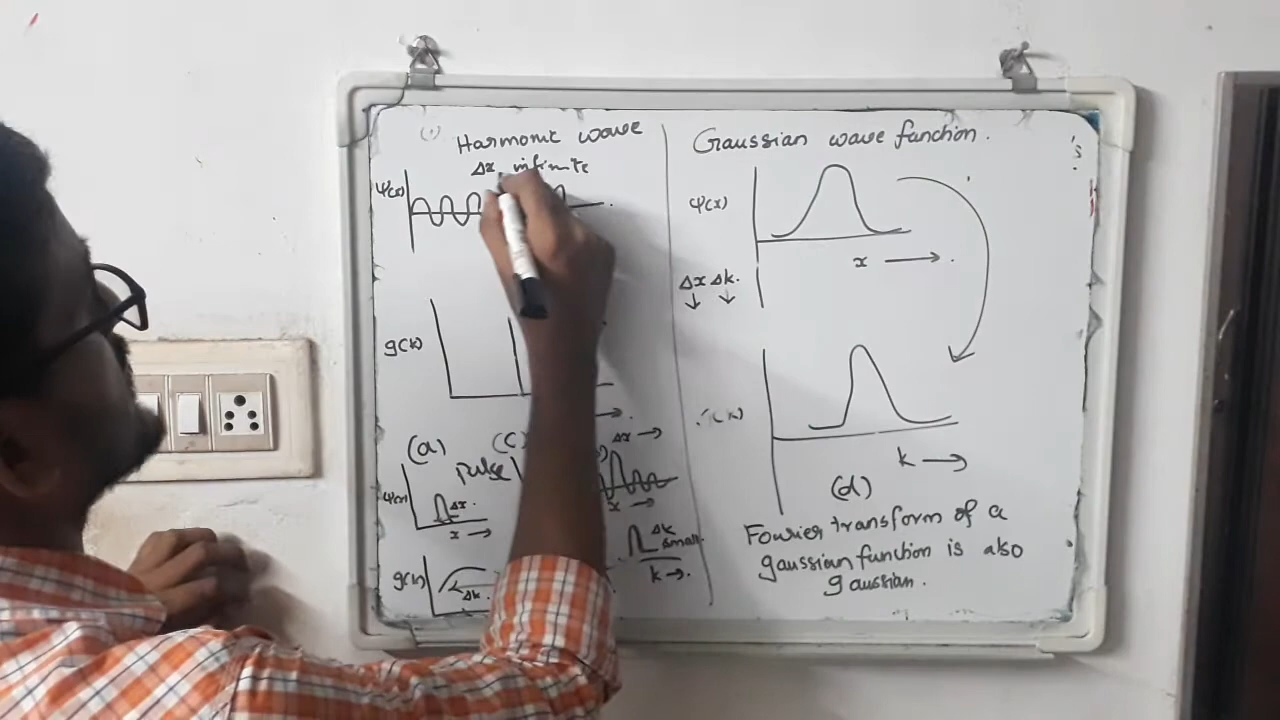 Harmonic wave
Δx infinite
ψ(x)
g(k)
(a)
(c)
Δx →
pulse
ψ(x)
Δx.
x →
x →
g(k)
Δk.
Δk
small.
k →.
Gaussian wave function.
ψ(x)
x → .
Δx Δk.
↓ ↓
k →
(d)
Fourier transform of a
gaussian function is also
gaussian.
's